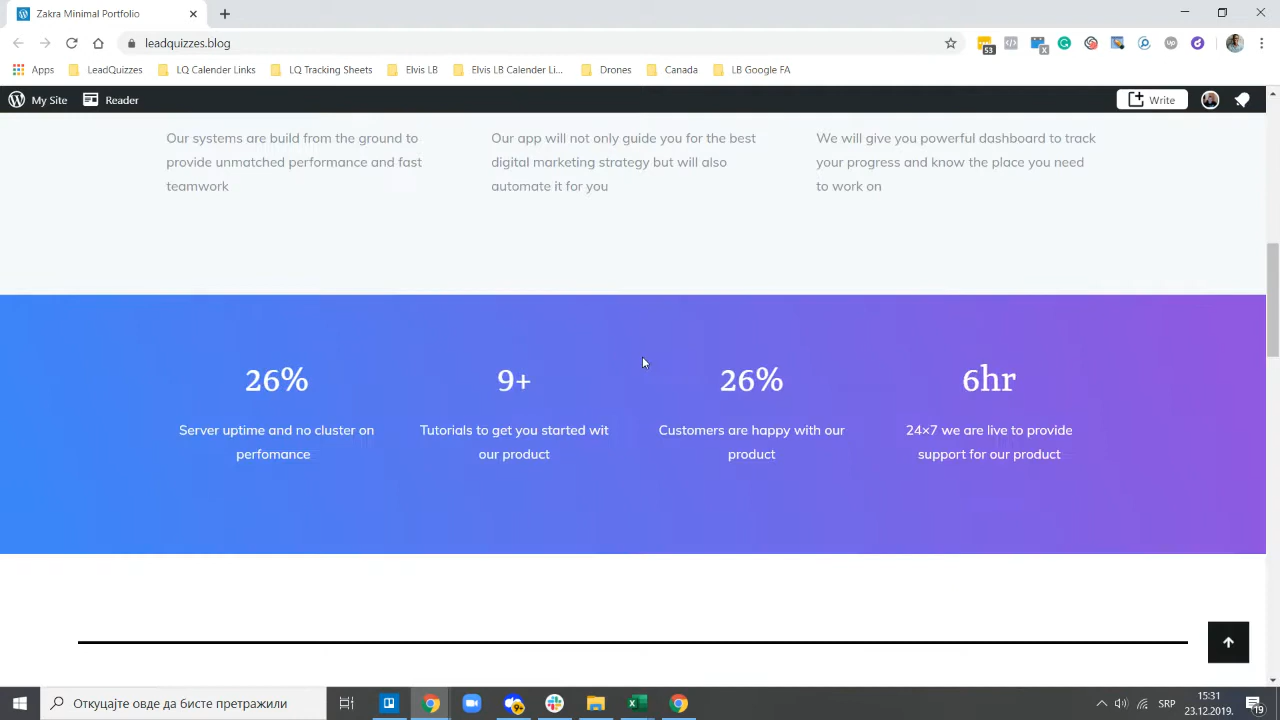 Zakra Minimal Portfolio
leadquizzes.blog
53
X
up
Apps
LeadQuizzes
LQ Calender Links
LQ Tracking Sheets
Elvis LB
Elvis LB Calender Li...
Drones
Canada
LB Google FA
My Site
Reader
Write
Our systems are build from the ground to
provide unmatched performance and fast
teamwork
Our app will not only guide you for the best
digital marketing strategy but will also
automate it for you
We will give you powerful dashboard to track
your progress and know the place you need
to work on
26%
Server uptime and no cluster on
perfomance
9+
Tutorials to get you started wit
our product
26%
Customers are happy with our
product
6hr
24×7 we are live to provide
support for our product
Откуцајте овде да бисте претражили
9+
SRP
15:31
23.12.2019.
19